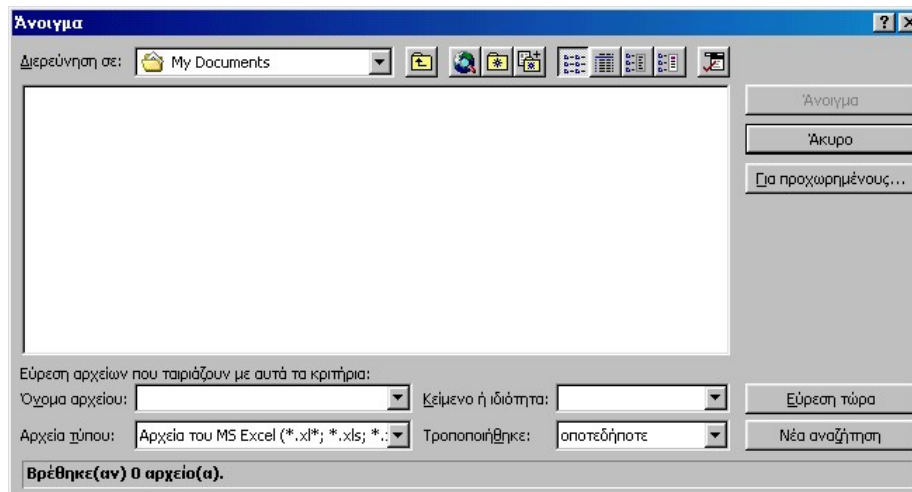 Άνοιγμα
Διερεύνηση σε: My Documents
Άνοιγμα
Άκυρο
Για προχωρημένους...
Εύρεση αρχείων που ταιριάζουν με αυτά τα κριτήρια:
Όνομα αρχείου: Κείμενο ή ιδιότητα: Εύρεση τώρα
Αρχεία τύπου: Αρχεία του MS Excel (*.xl*; *.xls; *.: Τροποποιήθηκε: οποτεδήποτε Νέα αναζήτηση
Βρέθηκε(αν) 0 αρχείο(α).